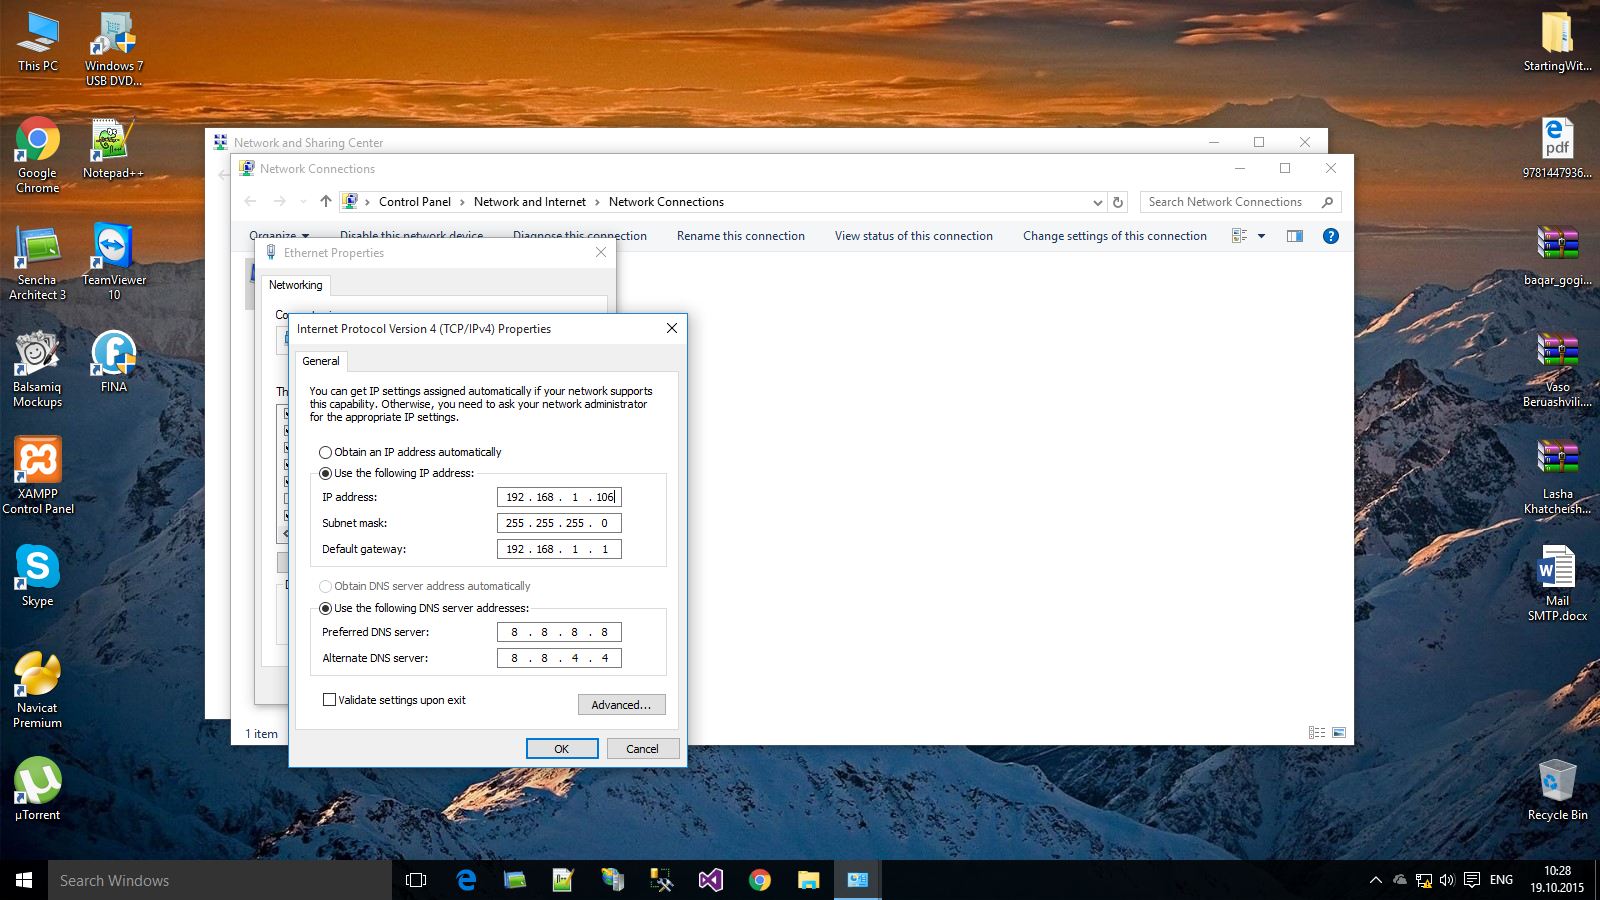 This PC
Windows 7
USB DVD...
Google
Chrome
Notepad++
Sencha
Architect 3
TeamViewer
10
Balsamiq
Mockups
FINA
XAMPP
Control Panel
Skype
Navicat
Premium
µTorrent
StartingWit...
pdf
9781447936...
baqar_gogi...
Vaso
Beruashvili....
Lasha
Khatcheish...
Mail
SMTP.docx
Recycle Bin
Network and Sharing Center
Network Connections
Control Panel > Network and Internet > Network Connections
Search Network Connections
Organize
Disable this network device
Diagnose this connection
Rename this connection
View status of this connection
Change settings of this connection
Ethernet Properties
Networking
Internet Protocol Version 4 (TCP/IPv4) Properties
General
You can get IP settings assigned automatically if your network supports
this capability. Otherwise, you need to ask your network administrator
for the appropriate IP settings.
Obtain an IP address automatically
Use the following IP address:
IP address: 192 . 168 . 1 . 106
Subnet mask: 255 . 255 . 255 . 0
Default gateway: 192 . 168 . 1 . 1
Obtain DNS server address automatically
Use the following DNS server addresses:
Preferred DNS server: 8 . 8 . 8 . 8
Alternate DNS server: 8 . 8 . 4 . 4
Validate settings upon exit
Advanced...
OK
Cancel
1 item
Search Windows
ENG
10:28
19.10.2015